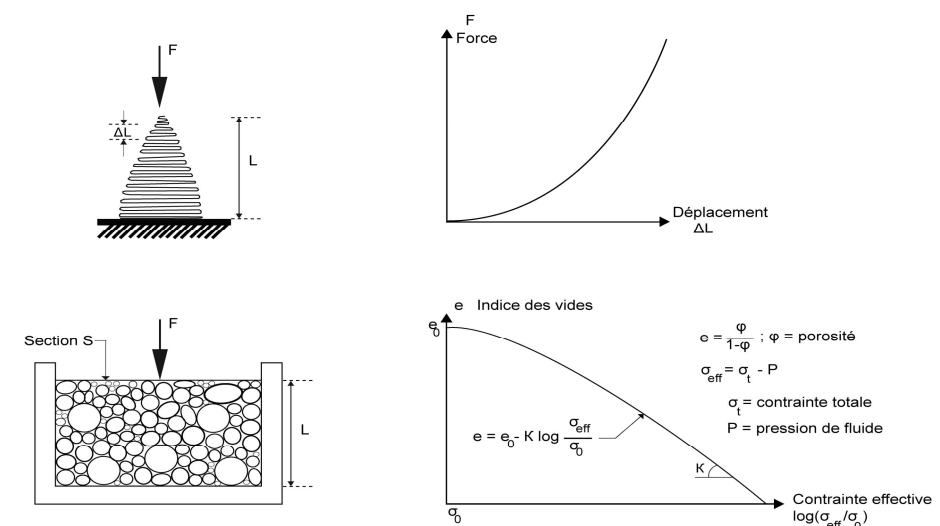 F
ΔL
L
F
Force
Déplacement
ΔL
Section S
F
L
e Indice des vides
e₀
e = e₀ - K log σeff/σ₀
K
σ₀
Contrainte effective
log(σeff/σ₀)
e = φ/1-φ ; φ = porosité
σeff = σt - P
σt = contrainte totale
P = pression de fluide